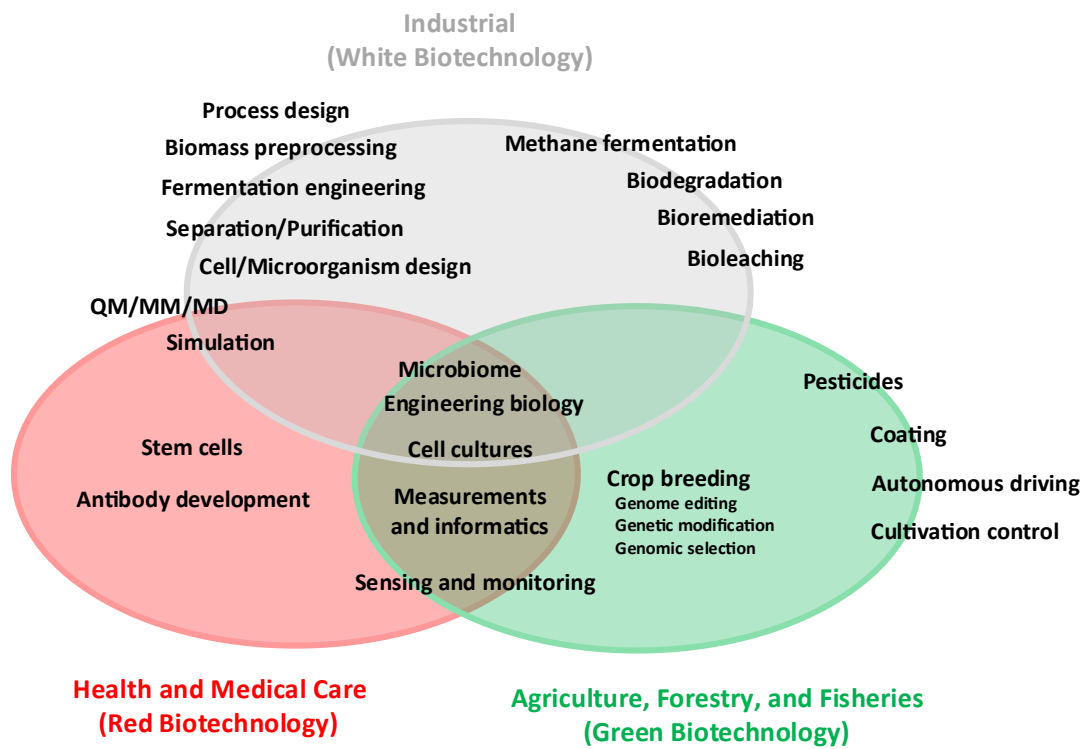 Industrial
(White Biotechnology)
Process design
Biomass preprocessing
Methane fermentation
Fermentation engineering
Biodegradation
Separation/Purification
Bioremediation
Cell/Microorganism design
Bioleaching
QM/MM/MD
Simulation
Microbiome
Engineering biology
Pesticides
Stem cells
Cell cultures
Coating
Antibody development
Measurements
and informatics
Crop breeding
Genome editing
Genetic modification
Genomic selection
Autonomous driving
Cultivation control
Sensing and monitoring
Health and Medical Care
(Red Biotechnology)
Agriculture, Forestry, and Fisheries
(Green Biotechnology)